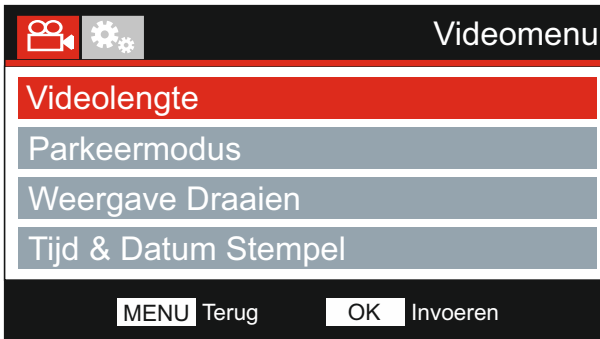 Videomenu
Videolengte
Parkeermodus
Weergave Draaien
Tijd & Datum Stempel
MENU Terug OK Invoeren